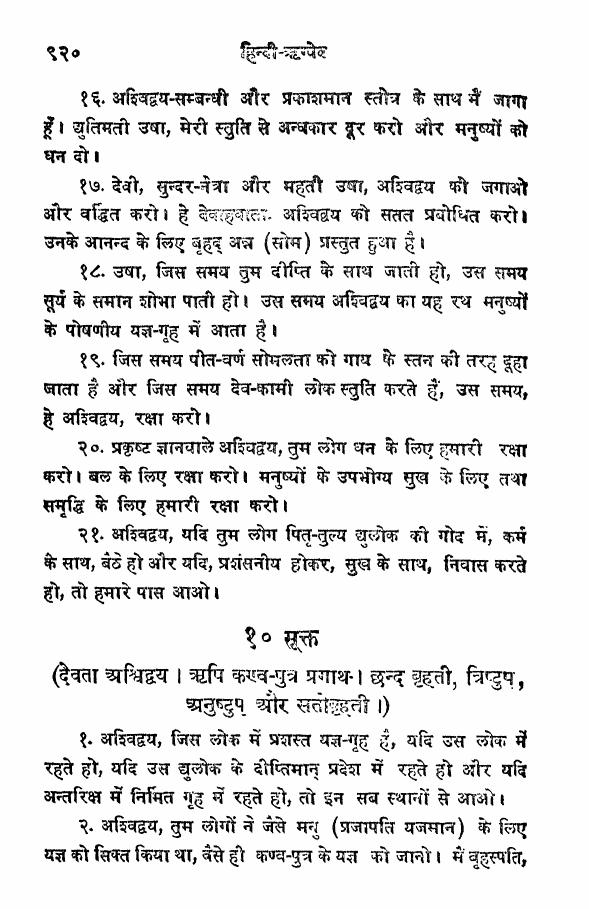 ९२०
हिन्दी-ऋग्वेद
१६. अश्विद्वय-सम्बन्धी और प्रकाशमान स्तोत्र के साथ मैं जागा
हूँ। द्युतिमती उषा, मेरी स्तुति से अन्धकार दूर करो और मनुष्यों को
धन दो।
१७. देवी, सुन्दर-नेत्रा और महती उषा, अश्विद्वय को जगाओ
और वर्द्धित करो। हे देवाह्वाता, अश्विद्वय को सतत प्रबोधित करो।
उनके आनन्द के लिए बृहद् अन्न (सोम) प्रस्तुत हुआ है।
१८. उषा, जिस समय तुम दीप्ति के साथ जाती हो, उस समय
सूर्य के समान शोभा पाती हो। उस समय अश्विद्वय का यह रथ मनुष्यों
के पोषणीय यज्ञ-गृह में आता है।
१९. जिस समय पीत-वर्ण सोमलता को गाय के स्तन की तरह दूहा
जाता है और जिस समय देव-कामी लोक स्तुति करते हैं, उस समय,
हे अश्विद्वय, रक्षा करो।
२०. प्रकृष्ट ज्ञानवाले अश्विद्वय, तुम लोग धन के लिए हमारी रक्षा
करो। बल के लिए रक्षा करो। मनुष्यों के उपभोग्य सुख के लिए तथा
समृद्धि के लिए हमारी रक्षा करो।
२१. अश्विद्वय, यदि तुम लोग पितृ-तुल्य द्युलोक की गोद में, कर्म
के साथ, बैठे हो और यदि, प्रशंसनीय होकर, सुख के साथ, निवास करते
हो, तो हमारे पास आओ।
१० सूक्त
(देवता अश्विद्वय। ऋषि कण्व-पुत्र प्रगाथ। छन्द बृहती, त्रिष्टुप्,
अनुष्टुप् और सतोबृहती।)
१. अश्विद्वय, जिस लोक में प्रशस्त यज्ञ-गृह है, यदि उस लोक में
रहते हो, यदि उस द्युलोक के दीप्तिमान् प्रदेश में रहते हो और यदि
अन्तरिक्ष में निर्मित गृह में रहते हो, तो इन सब स्थानों से आओ।
२. अश्विद्वय, तुम लोगों ने जैसे मनु (प्रजापति यजमान) के लिए
यज्ञ को सिक्त किया था, वैसे ही कण्व-पुत्र के यज्ञ को जानो। मैं बृहस्पति,